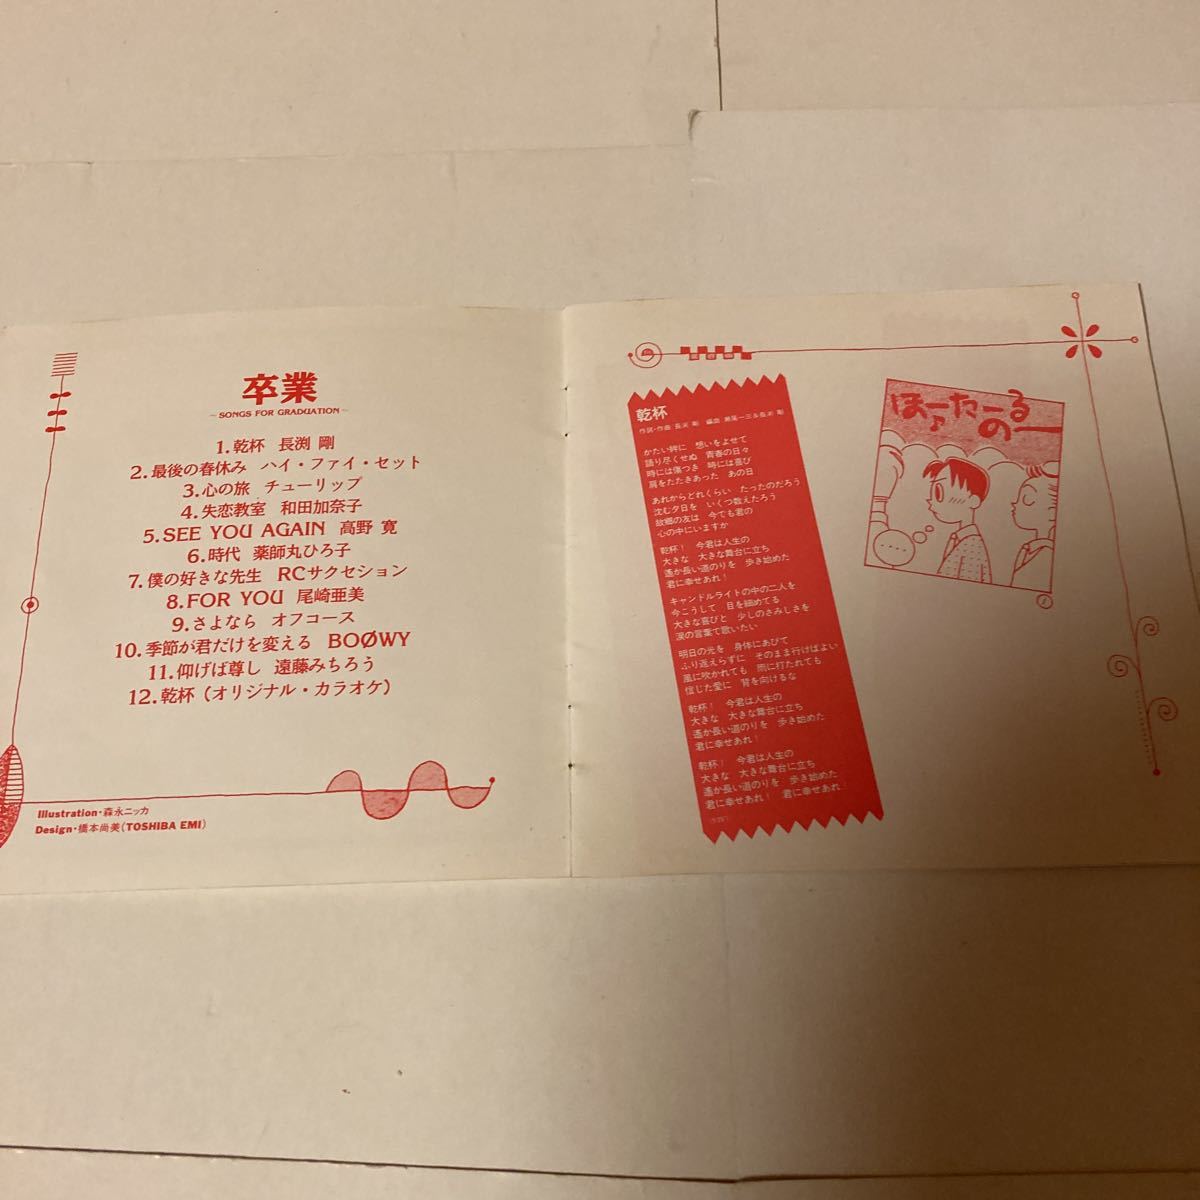 卒業
~SONGS FOR GRADUATION~
1.乾杯 長渕 剛
2.最後の春休み ハイ・ファイ・セット
3.心の旅 チューリップ
4.失恋教室 和田加奈子
5.SEE YOU AGAIN 高野 寛
6.時代 薬師丸ひろ子
7.僕の好きな先生 RCサクセション
8.FOR YOU 尾崎亜美
9.さよなら オフコース
10.季節が君だけを変える BOØWY
11.仰げば尊し 遠藤みちろう
12.乾杯(オリジナル・カラオケ)
Illustration・森永ニッカ
Design・橋本尚美(TOSHIBA EMI)
乾杯
作詞・作曲 長渕 剛 編曲 瀬尾一三&長渕 剛
かたい絆に 想いをよせて
語り尽くせぬ 青春の日々
時には傷つき 時には喜び
肩をたたきあった あの日
あれからどれくらい たったのだろう
沈む夕日を いくつ数えたろう
故郷の友は 今でも君の
心の中にいますか
乾杯! 今君は人生の
大きな 大きな舞台に立ち
遙か長い道のりを 歩き始めた
君に幸せあれ!
キャンドルライトの中の二人を
今こうして 目を細めてる
大きな喜びと 少しのさみしさを
涙の言葉で歌いたい
明日の光を 身体にあびて
ふり返えらずに そのまま行けばよい
風に吹かれても 雨に打たれても
信じた愛に 背を向けるな
乾杯! 今君は人生の
大きな 大きな舞台に立ち
遙か長い道のりを 歩き始めた
君に幸せあれ!
乾杯! 今君は人生の
大きな 大きな舞台に立ち
遙か長い道のりを 歩き始めた
君に幸せあれ! 君に幸せあれ!
1